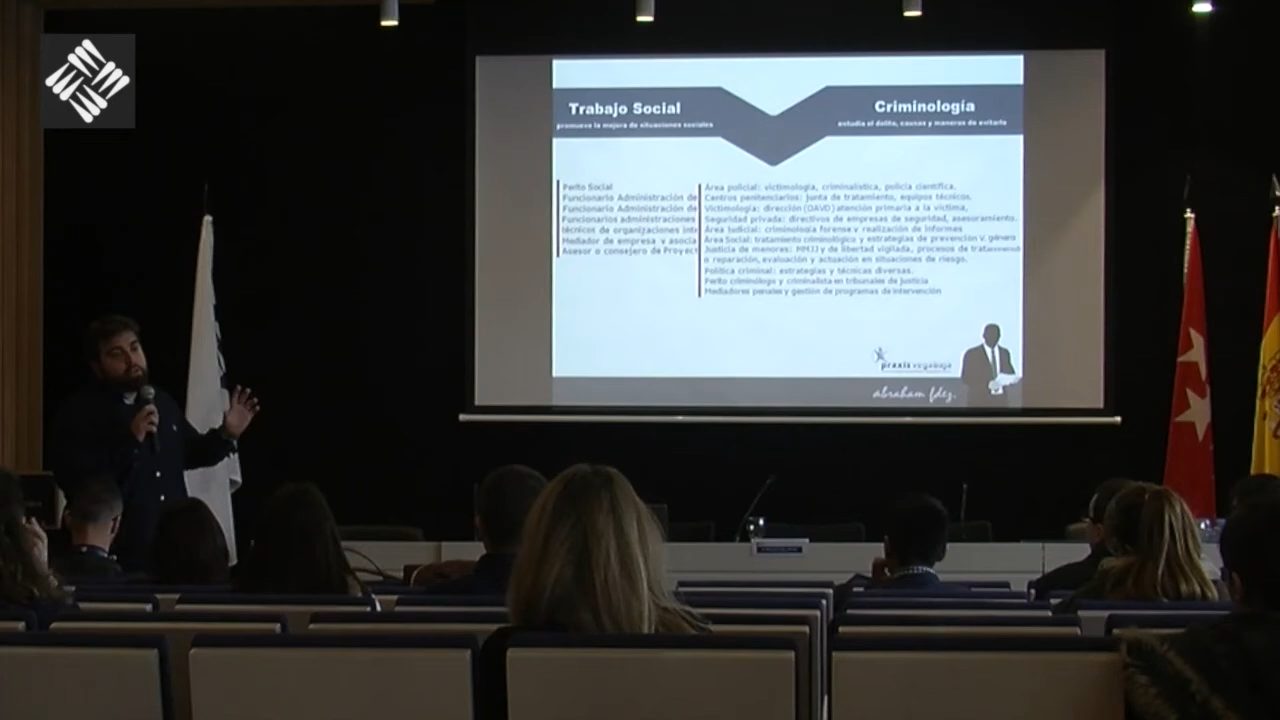 Trabajo Social
promueve la mejora de situaciones sociales
Criminología
estudia el delito, causas y maneras de evitarlo
Perito Social
Funcionario Administración de
Funcionario Administración de
Funcionarios administraciones
técnicos de organizaciones inte
Mediador de empresa y asocia
Asesor o consejero de Proyect
Área policial: victimología, criminalística, policía científica.
Centros penitenciarios: junta de tratamiento, equipos técnicos.
Victimología: dirección (OAVD) atención primaria a la víctima,
Seguridad privada: directivos de empresas de seguridad, asesoramiento.
Área Judicial: criminología forense y realización de informes
Área Social: tratamiento criminológico y estrategias de prevención v. género
Justicia de menores: MMJJ y de libertad vigilada, procesos de tratamiento
o reparación, evaluación y actuación en situaciones de riesgo.
Política criminal: estrategias y técnicas diversas.
Perito criminólogo y criminalista en tribunales de justicia
Mediadores penales y gestión de programas de intervención
praxis vegabaja
abraham fdez.